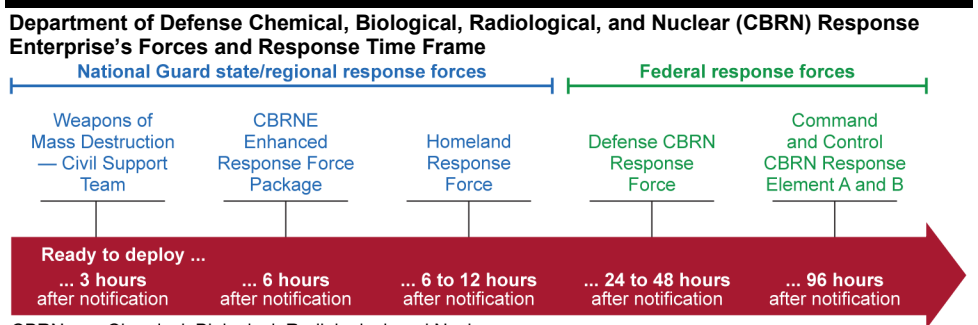 Department of Defense Chemical, Biological, Radiological, and Nuclear (CBRN) Response
Enterprise's Forces and Response Time Frame
National Guard state/regional response forces
Federal response forces
Weapons of
Mass Destruction
— Civil Support
Team
CBRNE
Enhanced
Response Force
Package
Homeland
Response
Force
Defense CBRN
Response
Force
Command
and Control
CBRN Response
Element A and B
Ready to deploy ...
... 3 hours
after notification
... 6 hours
after notification
... 6 to 12 hours
after notification
... 24 to 48 hours
after notification
... 96 hours
after notification